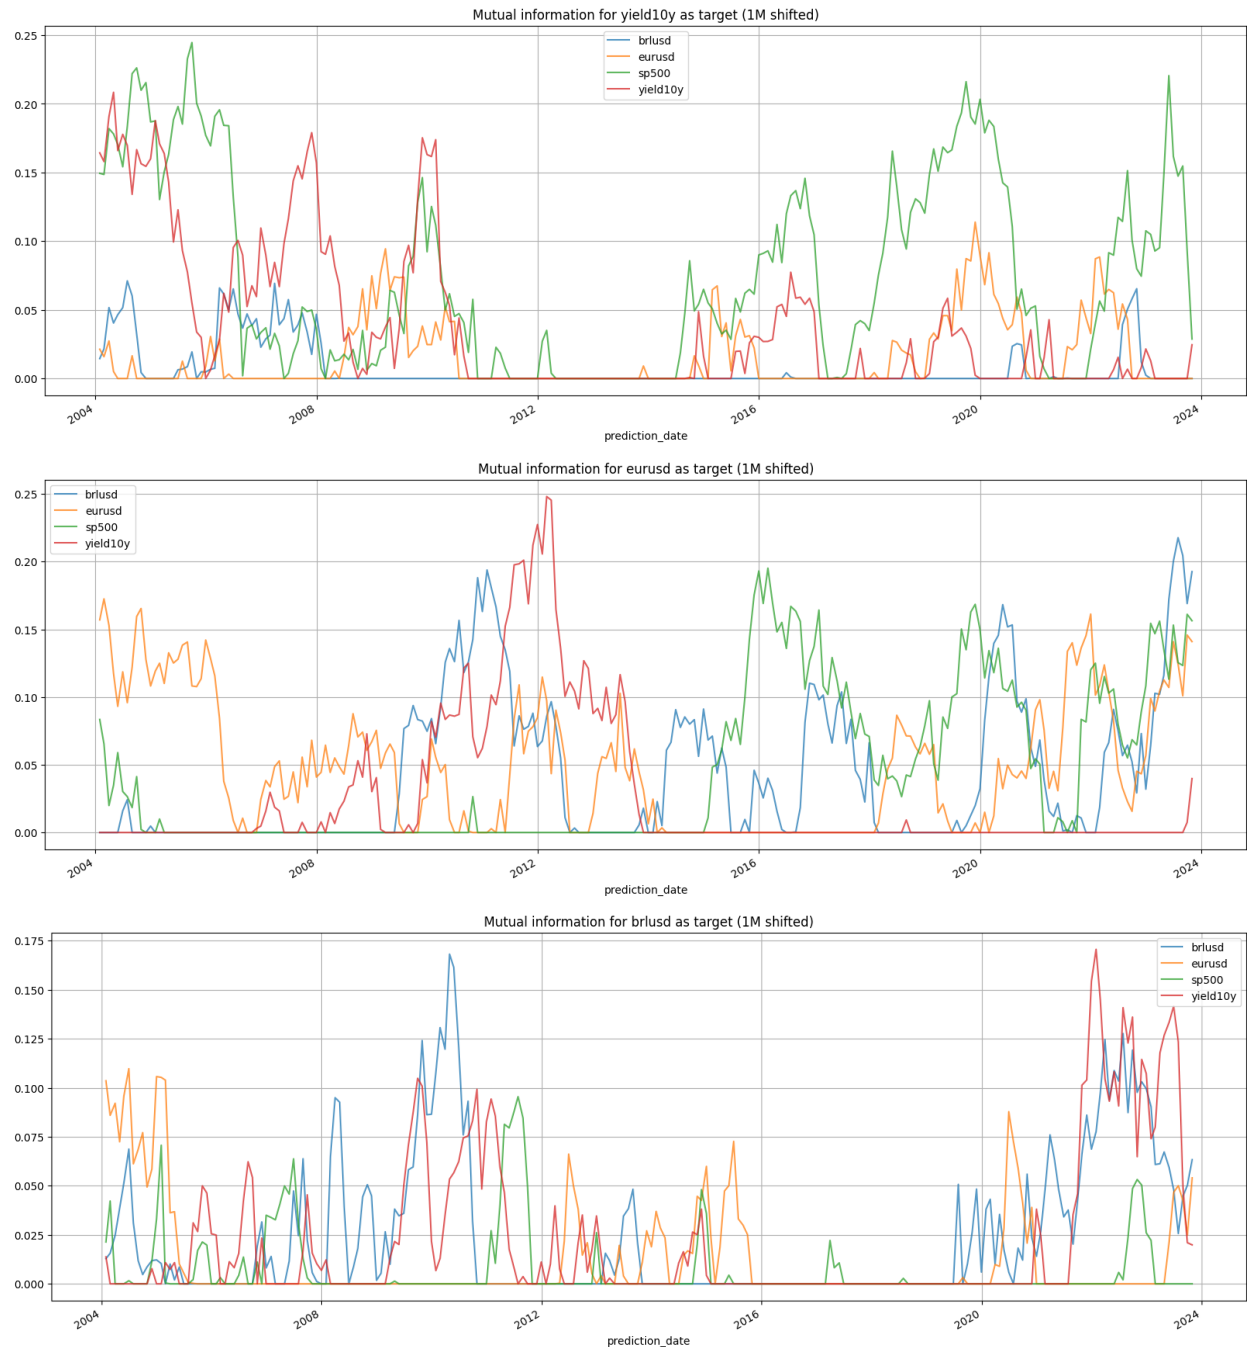 Mutual information for yield10y as target (1M shifted)
0.25
0.20
0.15
0.10
0.05
0.00
brlusd
eurusd
sp500
yield10y
2004
2008
2012
2016
2020
2024
prediction_date
Mutual information for eurusd as target (1M shifted)
0.25
0.20
0.15
0.10
0.05
0.00
brlusd
eurusd
sp500
yield10y
2004
2008
2012
2016
2020
2024
prediction_date
Mutual information for brlusd as target (1M shifted)
0.175
0.150
0.125
0.100
0.075
0.050
0.025
0.000
brlusd
eurusd
sp500
yield10y
2004
2008
2012
2016
2020
2024
prediction_date